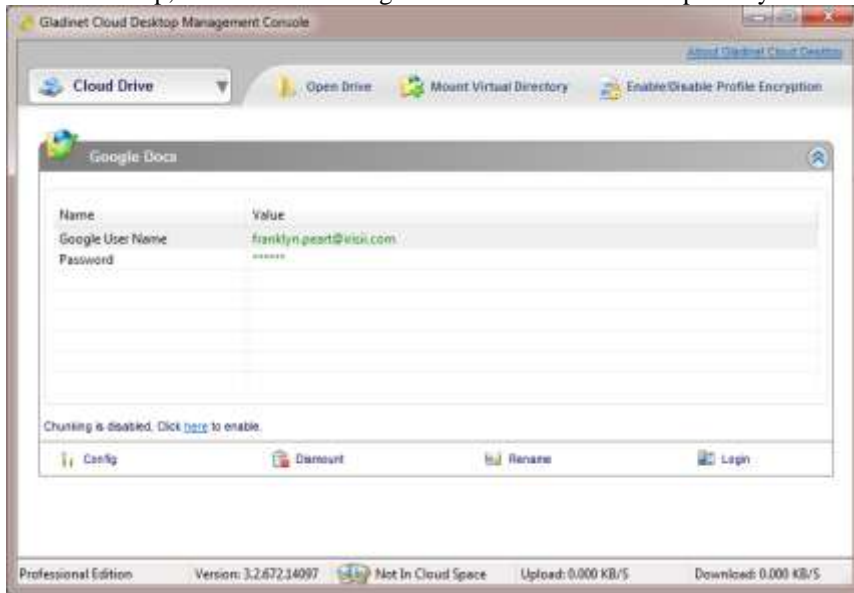 Gladinet Cloud Desktop Management Console
About Gladinet Cloud Desktop
Cloud Drive
Open Drive
Mount Virtual Directory
Enable/Disable Profile Encryption
Google Docs
Name Value
Google User Name franklyn.peart@visii.com
Password ******
Chunking is disabled. Click here to enable.
Config Dismount Rename Login
Professional Edition Version: 3.2.672.14097 Not In Cloud Space Upload: 0.000 KB/S Download: 0.000 KB/S